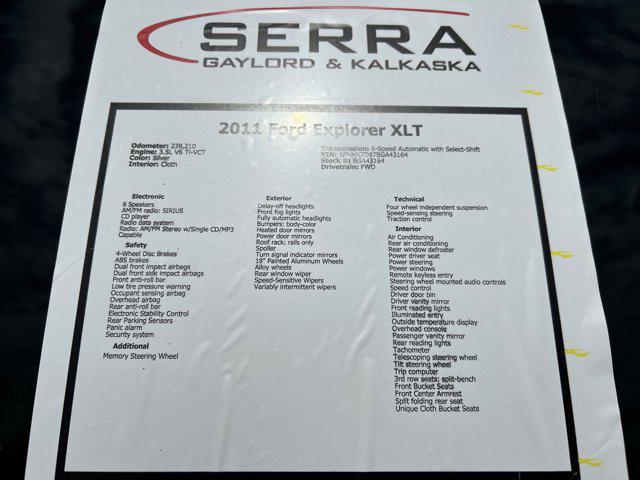 SERRA
GAYLORD & KALKASKA
2011 Ford Explorer XLT
Odometer: 239,210
Engine: 3.5L V6 Ti-VCT
Color: Silver
Interior: Cloth
Transmission: 6-Speed Automatic with Select-Shift
VIN: 1FMHK7D87BGA43164
Stock #: BGA43164
Drivetrain: FWD
Electronic
6 Speakers
AM/FM radio: SIRIUS
CD player
Radio data system
Radio: AM/FM Stereo w/Single CD/MP3
Capable
Safety
4-Wheel Disc Brakes
ABS brakes
Dual front impact airbags
Dual front side impact airbags
Front anti-roll bar
Low tire pressure warning
Occupant sensing airbag
Overhead airbag
Rear anti-roll bar
Electronic Stability Control
Rear Parking Sensors
Panic alarm
Security system
Additional
Memory Steering Wheel
Exterior
Delay-off headlights
Front fog lights
Fully automatic headlights
Bumpers: body-color
Heated door mirrors
Power door mirrors
Roof rack: rails only
Spoiler
Turn signal indicator mirrors
18" Painted Aluminum Wheels
Alloy wheels
Rear window wiper
Speed-Sensitive Wipers
Variably intermittent wipers
Technical
Four wheel independent suspension
Speed-sensing steering
Traction control
Interior
Air Conditioning
Rear air conditioning
Rear window defroster
Power driver seat
Power steering
Power windows
Remote keyless entry
Steering wheel mounted audio controls
Speed control
Driver door bin
Driver vanity mirror
Front reading lights
Illuminated entry
Outside temperature display
Overhead console
Passenger vanity mirror
Rear reading lights
Tachometer
Telescoping steering wheel
Tilt steering wheel
Trip computer
3rd row seats: split-bench
Front Bucket Seats
Front Center Armrest
Split folding rear seat
Unique Cloth Bucket Seats